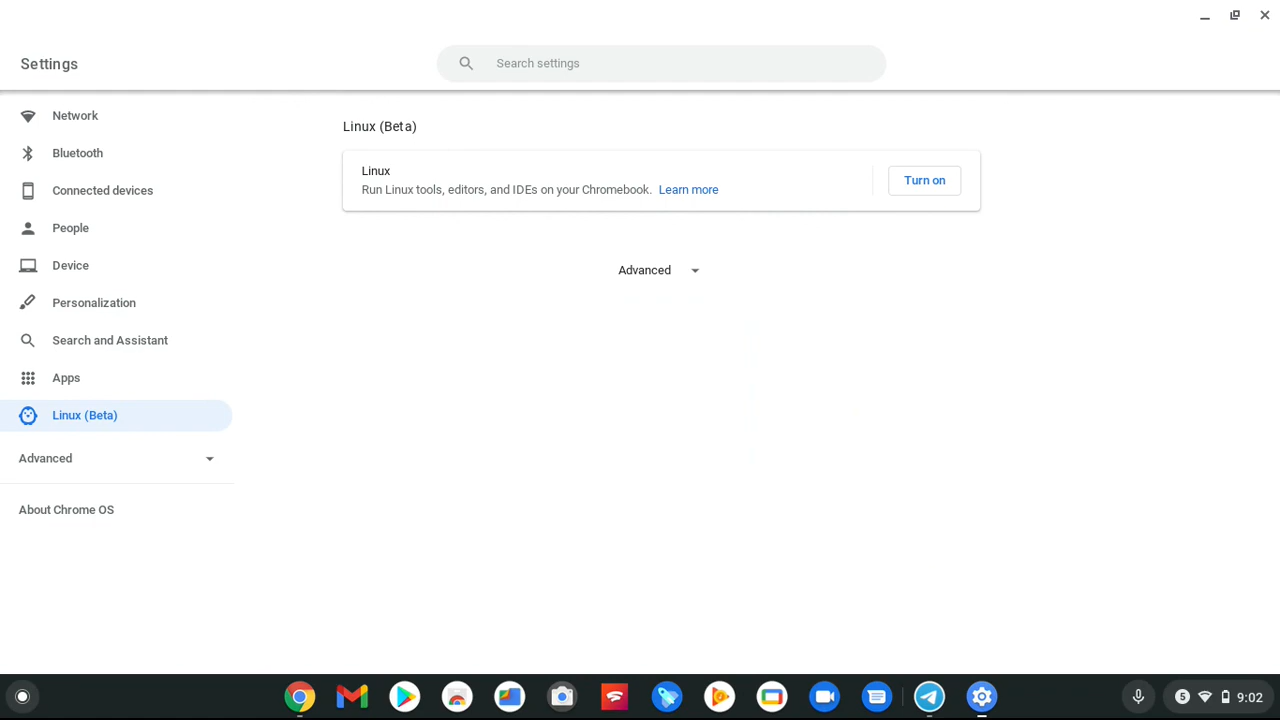 Settings
Search settings
Network
Bluetooth
Connected devices
People
Device
Personalization
Search and Assistant
Apps
Linux (Beta)
Advanced
About Chrome OS
Linux (Beta)
Linux
Run Linux tools, editors, and IDEs on your Chromebook. Learn more
Turn on
Advanced
5
9:02